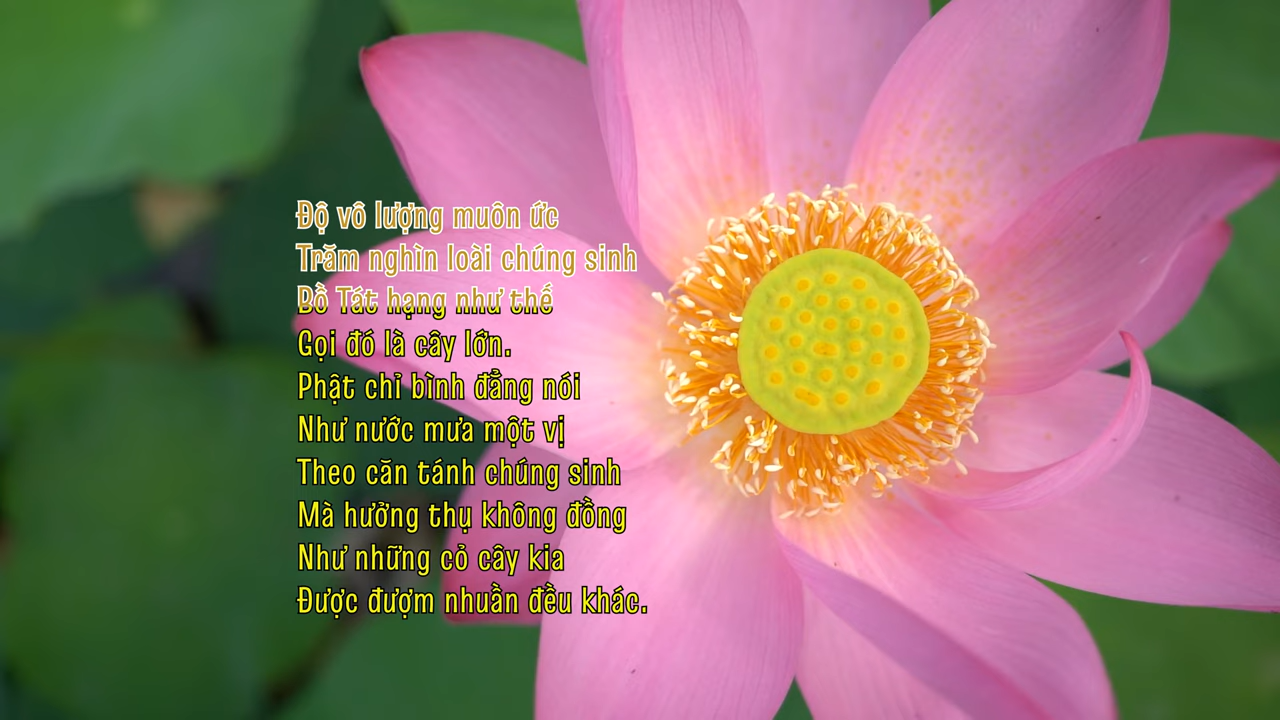 Độ vô lượng muôn ức
Trăm nghìn loài chúng sinh
Bồ Tát hạng như thế
Gọi đó là cây lớn.
Phật chỉ bình đẳng nói
Như nước mưa một vị
Theo căn tánh chúng sinh
Mà hưởng thụ không đồng
Như những cỏ cây kia
Được đượm nhuần đều khác.